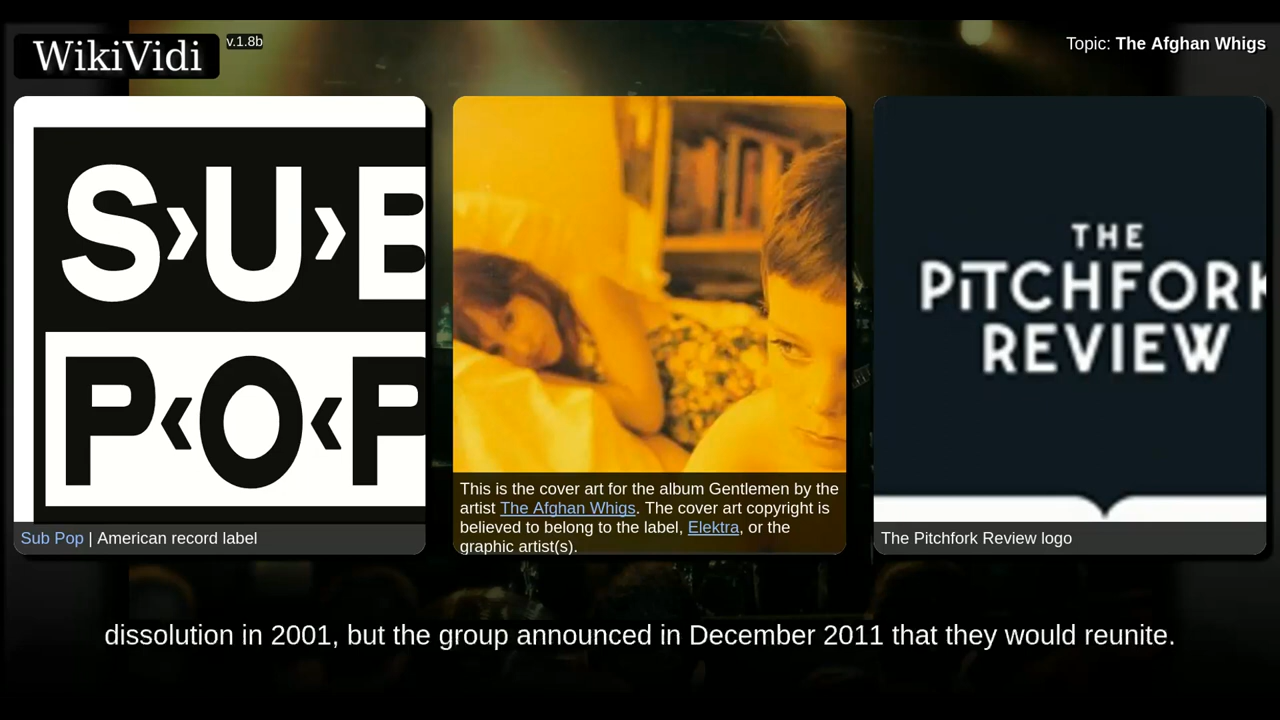 WikiVidi
v.1.8b
Topic: The Afghan Whigs
S›U›B
P‹O‹P
Sub Pop | American record label
This is the cover art for the album Gentlemen by the
artist The Afghan Whigs. The cover art copyright is
believed to belong to the label, Elektra, or the
graphic artist(s).
THE
PiTCHFORK
REVIEW
The Pitchfork Review logo
dissolution in 2001, but the group announced in December 2011 that they would reunite.